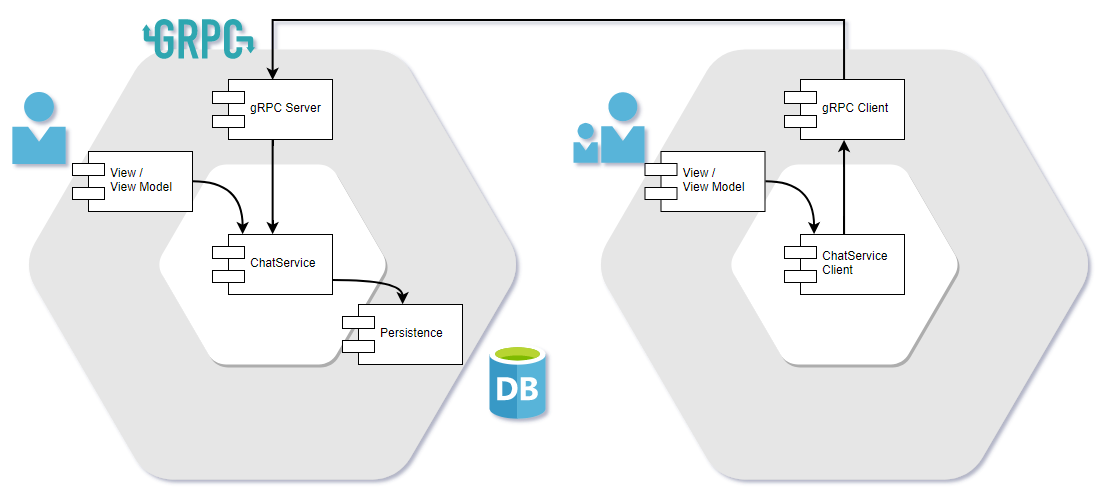 GRPC
gRPC Server
View /
View Model
ChatService
Persistence
DB
gRPC Client
View /
View Model
ChatService
Client